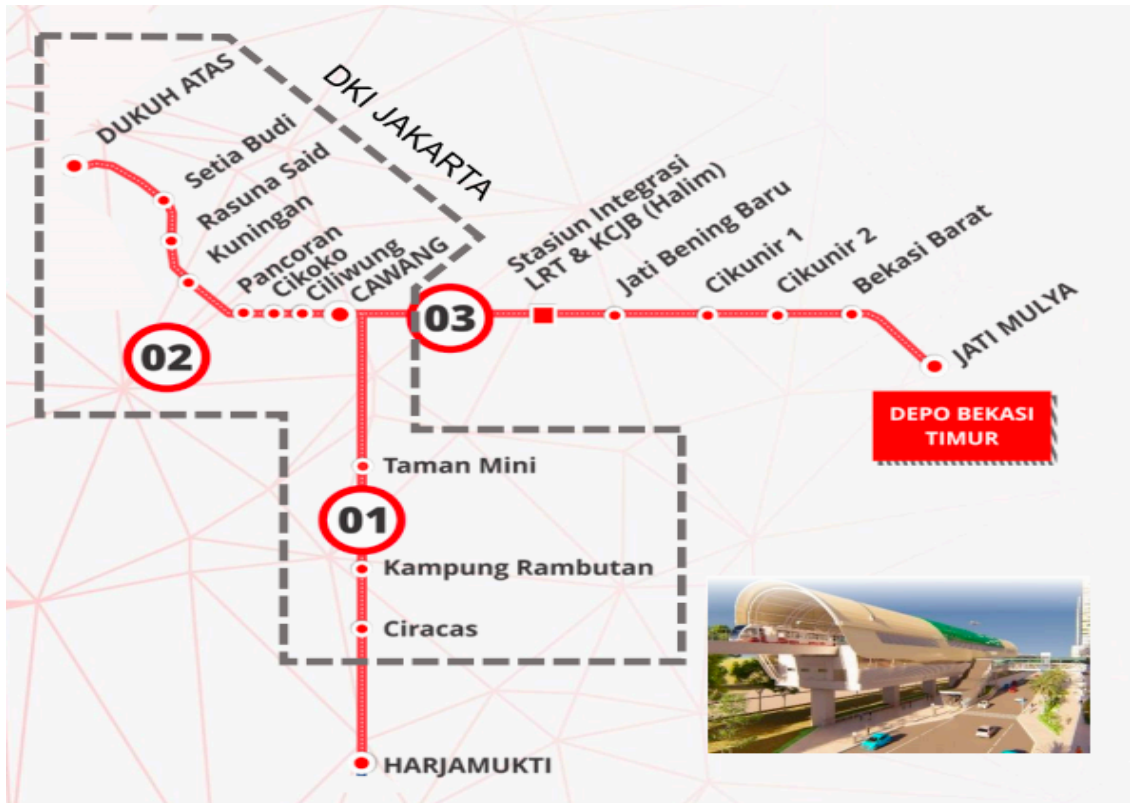 DKI JAKARTA
DUKUH ATAS
Setia Budi
Rasuna Said
Kuningan
Pancoran
Cikoko
Ciliwung
CAWANG
Stasiun Integrasi
LRT & KCJB (Halim)
Jati Bening Baru
Cikunir 1
Cikunir 2
Bekasi Barat
JATI MULYA
03
02
DEPO BEKASI
TIMUR
Taman Mini
01
Kampung Rambutan
Ciracas
HARJAMUKTI